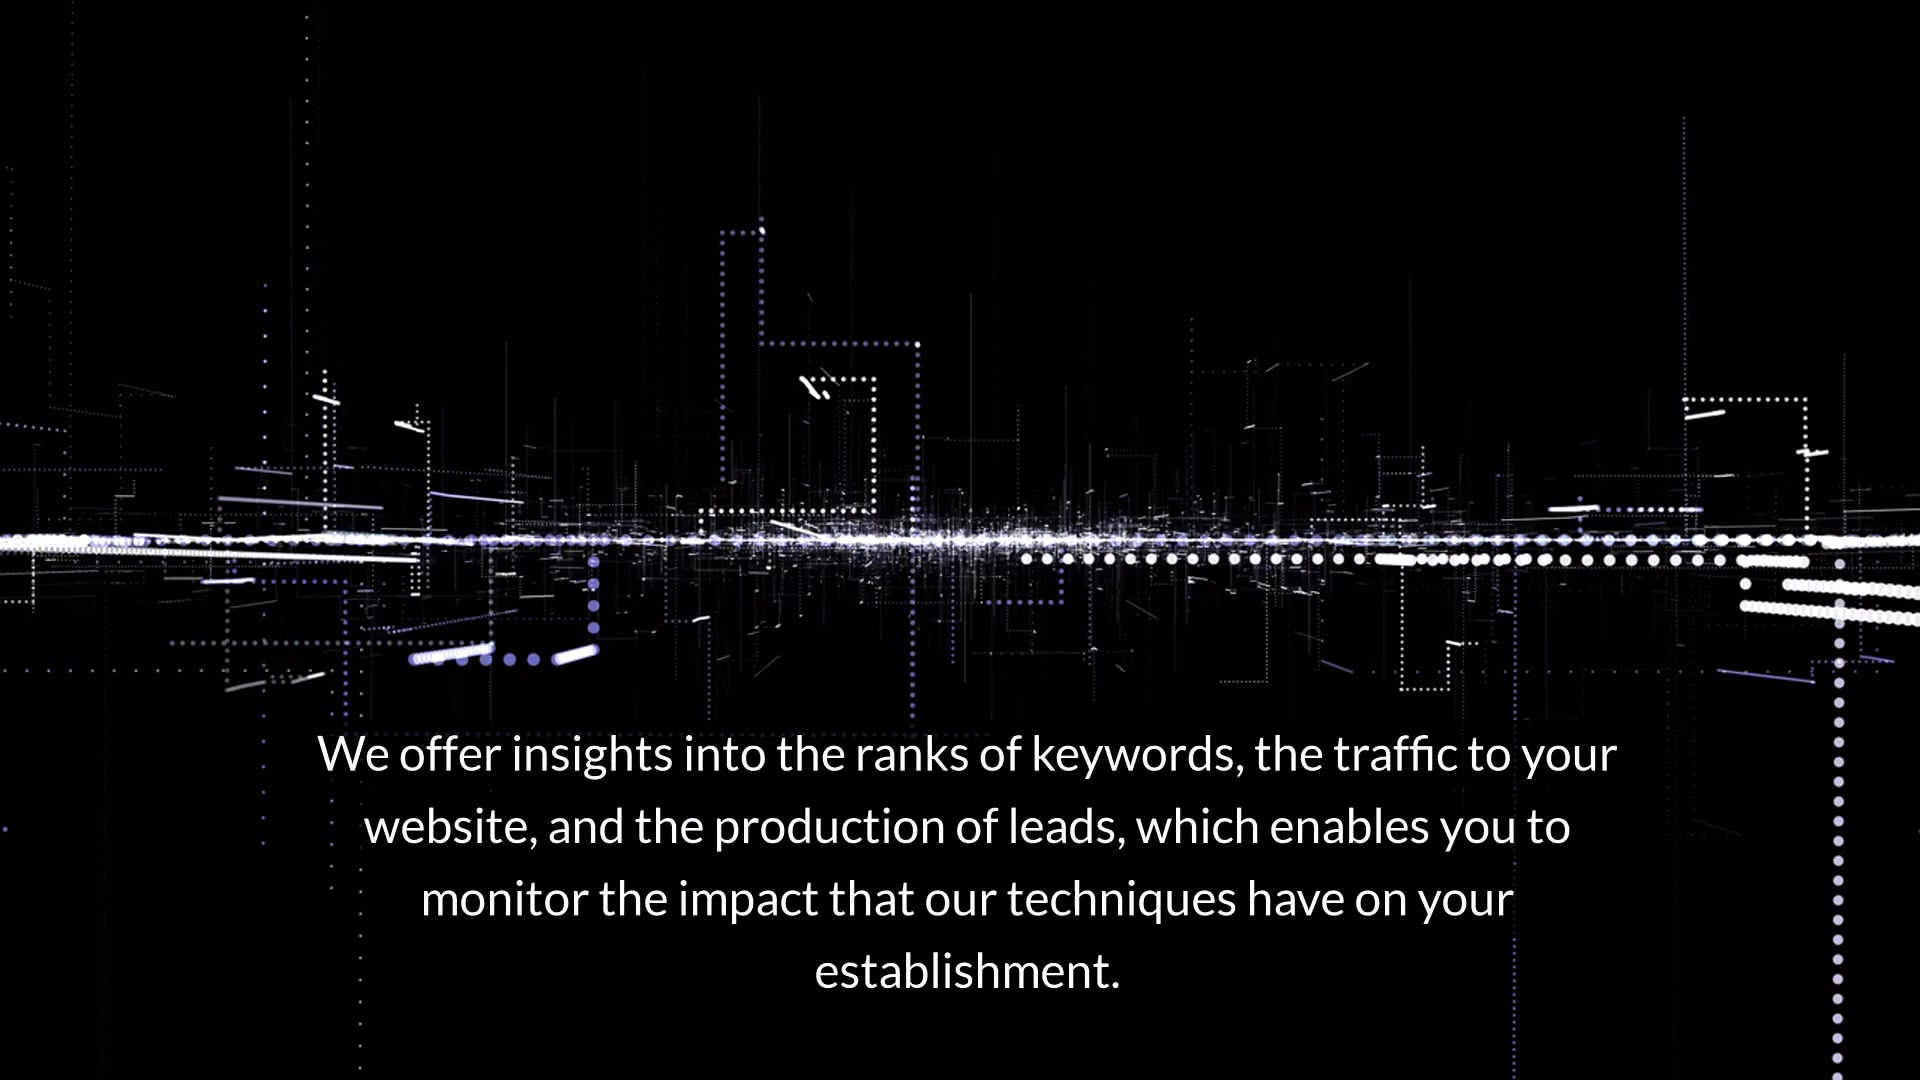 We offer insights into the ranks of keywords, the traffic to your
website, and the production of leads, which enables you to
monitor the impact that our techniques have on your
establishment.